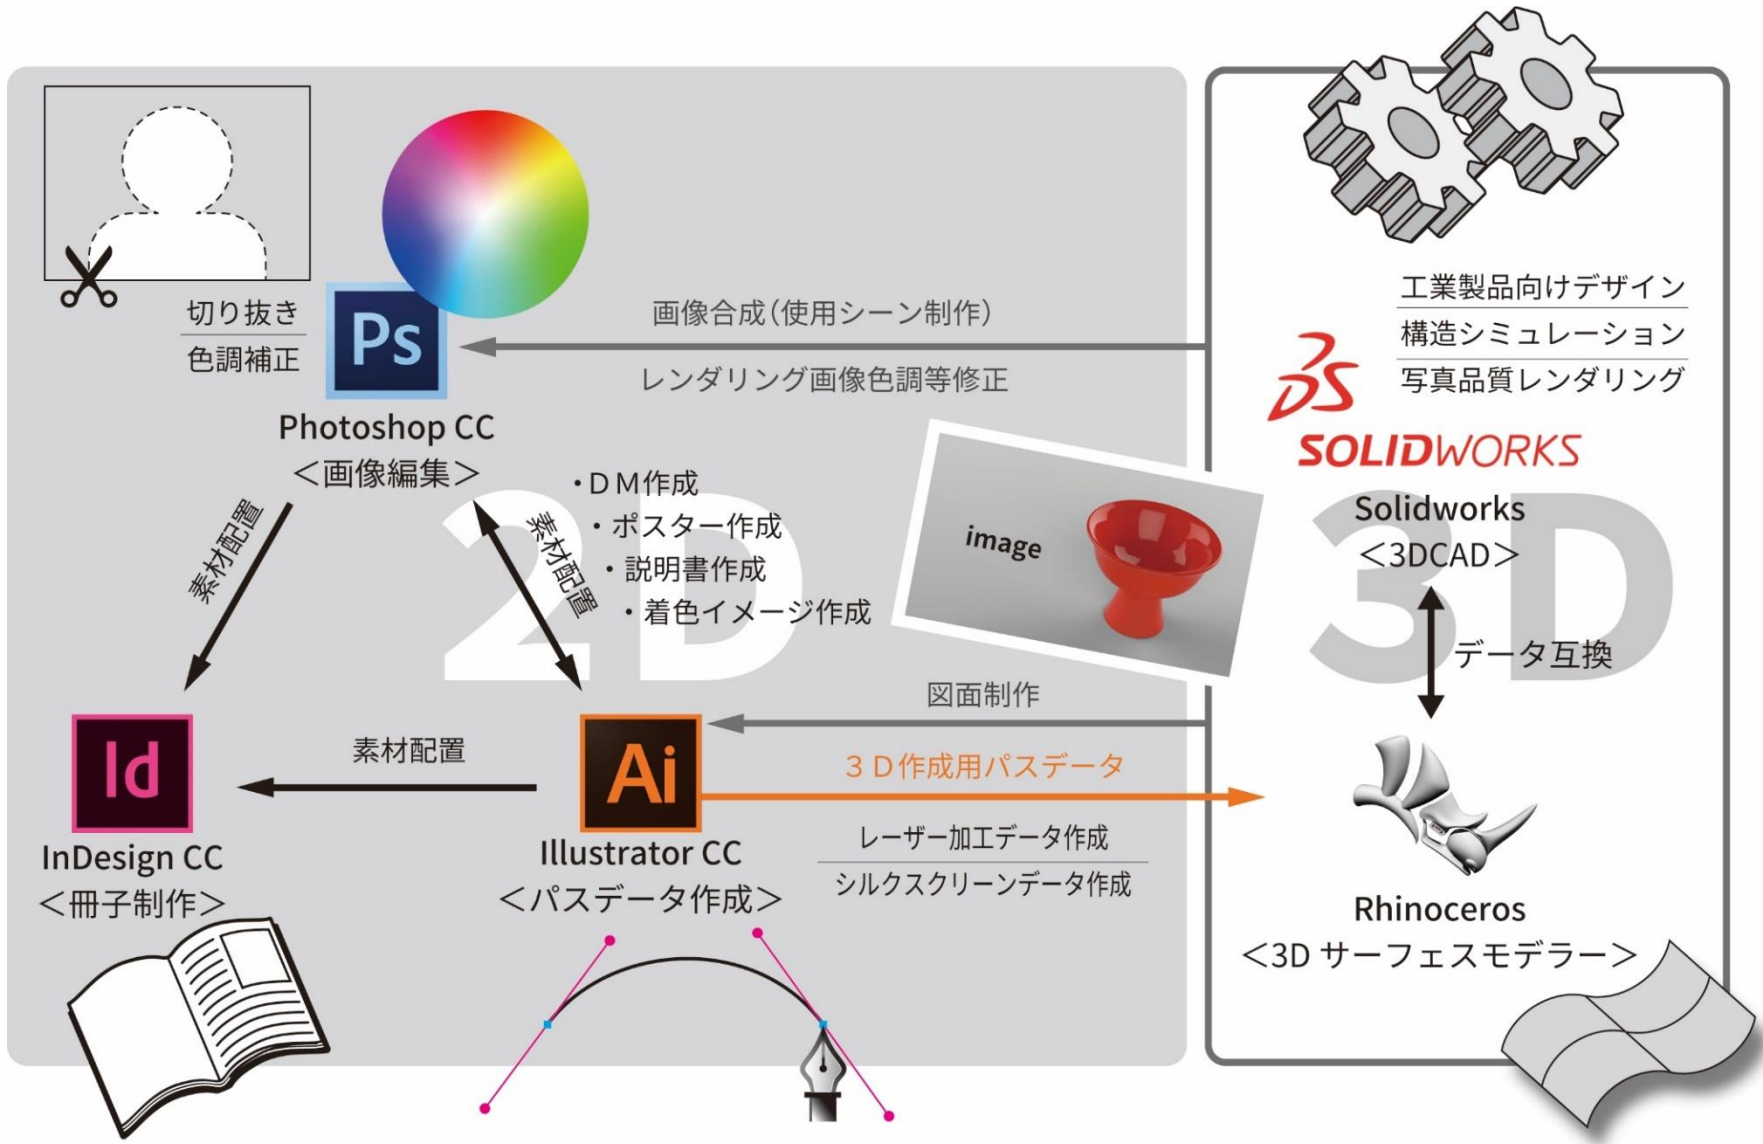 切り抜き
色調補正
Ps
Photoshop CC
＜画像編集＞
画像合成（使用シーン制作）
レンダリング画像色調等修正
工業製品向けデザイン
構造シミュレーション
写真品質レンダリング
3DS
SOLIDWORKS
Solidworks
＜3DCAD＞
2D
3D
素材配置
素材配置
・ＤＭ作成
・ポスター作成
・説明書作成
・着色イメージ作成
image
データ互換
図面制作
３Ｄ作成用パスデータ
レーザー加工データ作成
シルクスクリーンデータ作成
素材配置
Id
InDesign CC
＜冊子制作＞
Ai
Illustrator CC
＜パスデータ作成＞
Rhinoceros
＜3D サーフェスモデラー＞